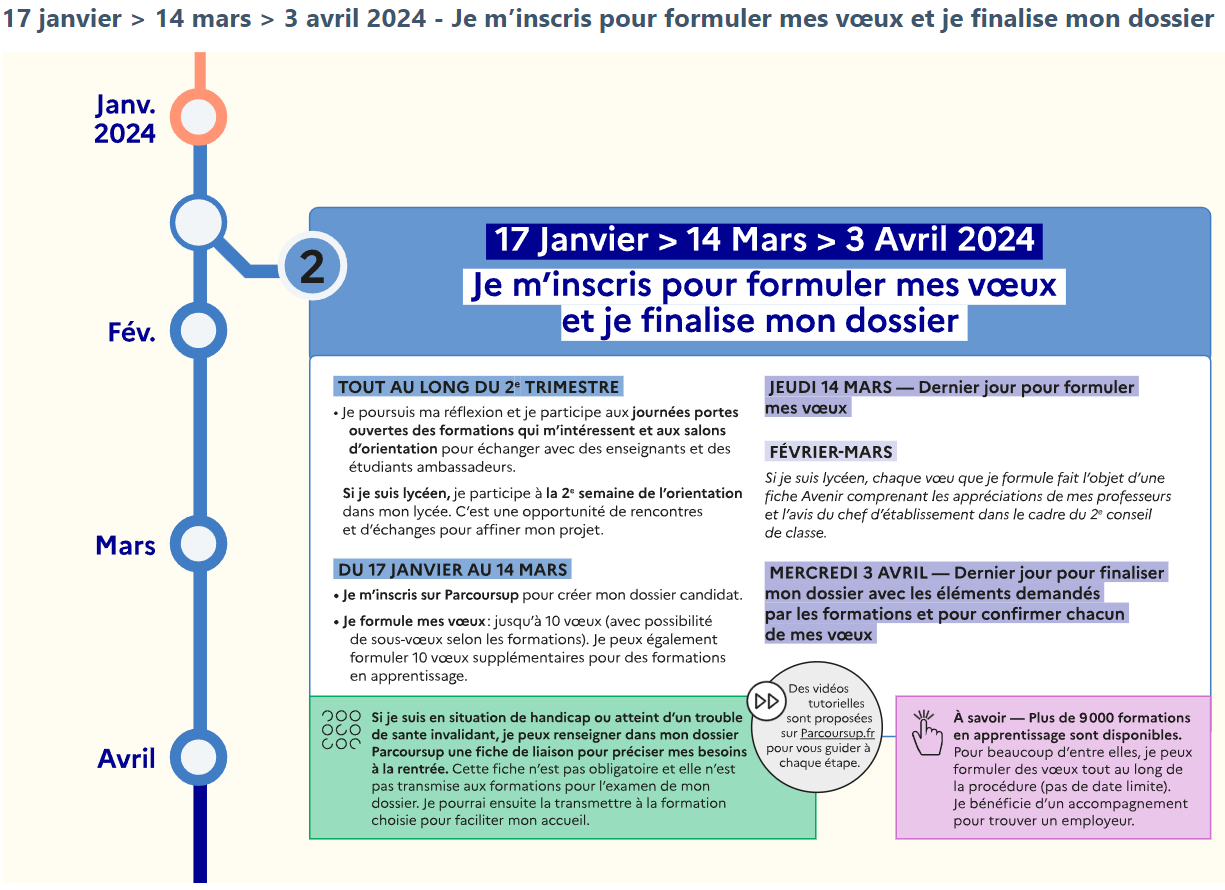 17 janvier > 14 mars > 3 avril 2024 - Je m’inscris pour formuler mes vœux et je finalise mon dossier
Janv.
2024
Fév.
Mars
Avril
2
17 Janvier > 14 Mars > 3 Avril 2024
Je m’inscris pour formuler mes vœux
et je finalise mon dossier
TOUT AU LONG DU 2e TRIMESTRE
• Je poursuis ma réflexion et je participe aux journées portes
ouvertes des formations qui m’intéressent et aux salons
d’orientation pour échanger avec des enseignants et des
étudiants ambassadeurs.
Si je suis lycéen, je participe à la 2e semaine de l’orientation
dans mon lycée. C’est une opportunité de rencontres
et d’échanges pour affiner mon projet.
DU 17 JANVIER AU 14 MARS
• Je m’inscris sur Parcoursup pour créer mon dossier candidat.
• Je formule mes vœux : jusqu’à 10 vœux (avec possibilité
de sous-vœux selon les formations). Je peux également
formuler 10 vœux supplémentaires pour des formations
en apprentissage.
JEUDI 14 MARS — Dernier jour pour formuler
mes vœux
FÉVRIER-MARS
Si je suis lycéen, chaque vœu que je formule fait l’objet d’une
fiche Avenir comprenant les appréciations de mes professeurs
et l’avis du chef d’établissement dans le cadre du 2e conseil
de classe.
MERCREDI 3 AVRIL — Dernier jour pour finaliser
mon dossier avec les éléments demandés
par les formations et pour confirmer chacun
de mes vœux
Si je suis en situation de handicap ou atteint d’un trouble
de sante invalidant, je peux renseigner dans mon dossier
Parcoursup une fiche de liaison pour préciser mes besoins
à la rentrée. Cette fiche n’est pas obligatoire et elle n’est
pas transmise aux formations pour l’examen de mon
dossier. Je pourrai ensuite la transmettre à la formation
choisie pour faciliter mon accueil.
Des vidéos
tutorielles
sont proposées
sur Parcoursup.fr
pour vous guider à
chaque étape.
À savoir — Plus de 9 000 formations
en apprentissage sont disponibles.
Pour beaucoup d’entre elles, je peux
formuler des vœux tout au long de
la procédure (pas de date limite).
Je bénéficie d’un accompagnement
pour trouver un employeur.